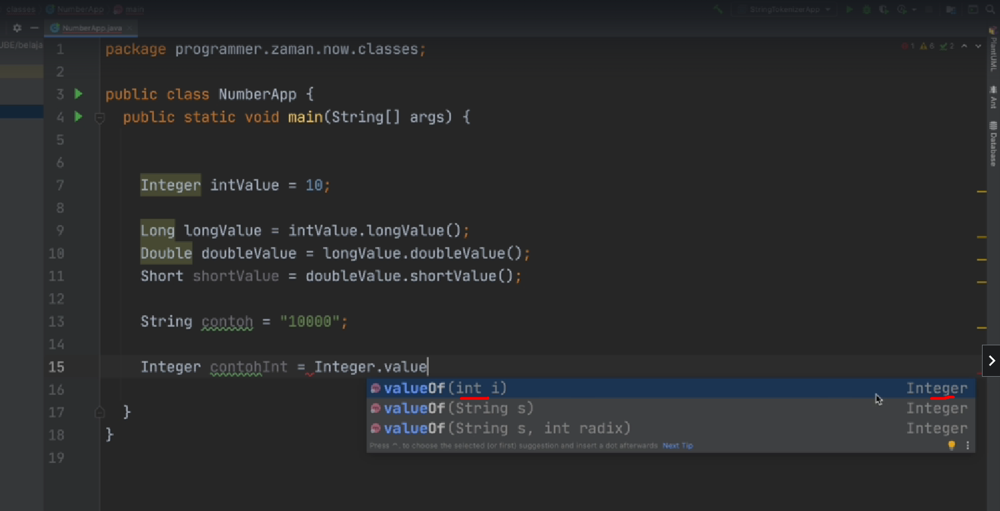 classes NumberApp main StringTokenizerApp
NumberApp.java
UBE/belaja
1 package programmer.zaman.now.classes;
1 6 2
2
3 public class NumberApp {
4 public static void main(String[] args) {
5
6
7 Integer intValue = 10;
8
9 Long longValue = intValue.longValue();
10 Double doubleValue = longValue.doubleValue();
11 Short shortValue = doubleValue.shortValue();
12
13 String contoh = "10000";
14
15 Integer contohInt = Integer.value
16
17 }
18 }
19
valueOf(int i) Integer
valueOf(String s) Integer
valueOf(String s, int radix) Integer
Press ^. to choose the selected (or first) suggestion and insert a dot afterwards Next Tip
PlantUML
Ant
Database